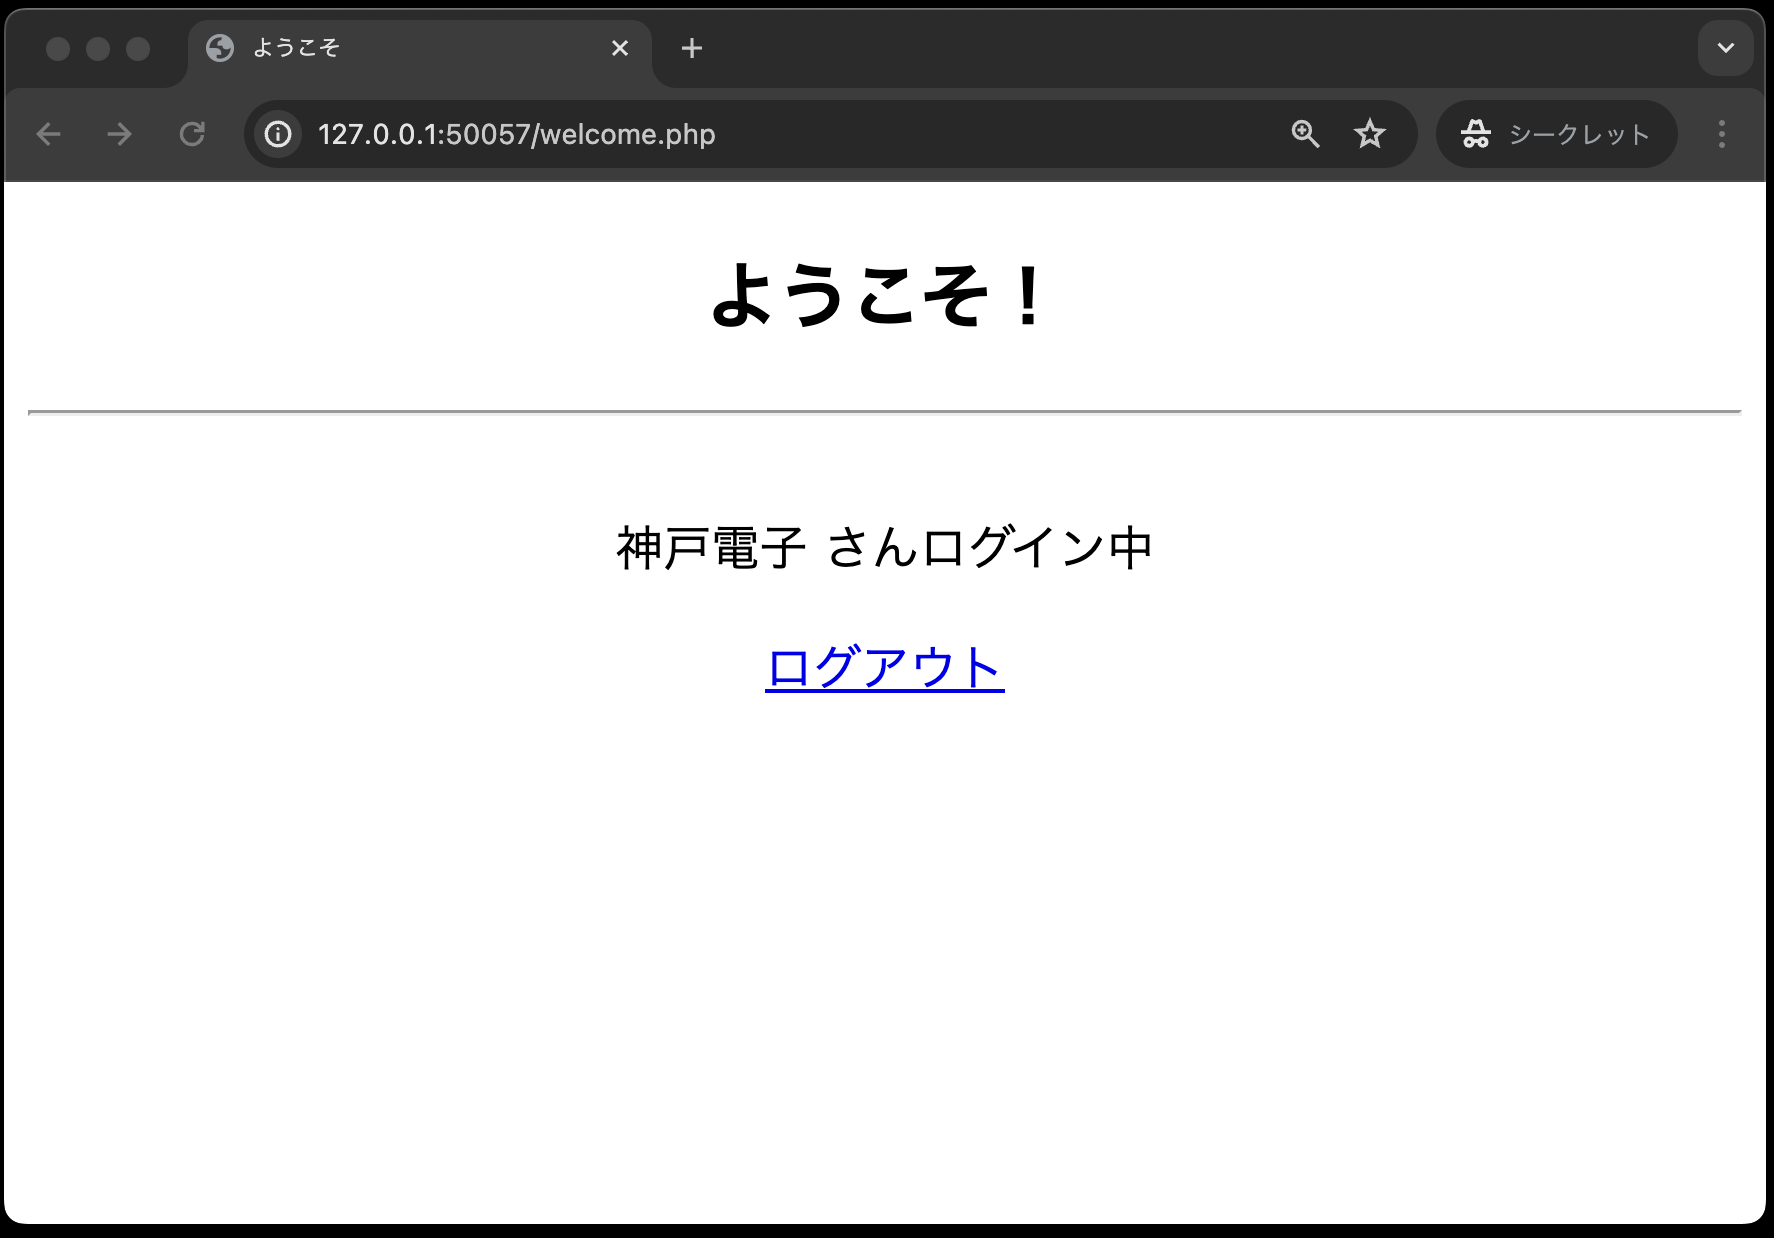 ようこそ
127.0.0.1:50057/welcome.php
シークレット
ようこそ！
神戸電子 さんログイン中
ログアウト